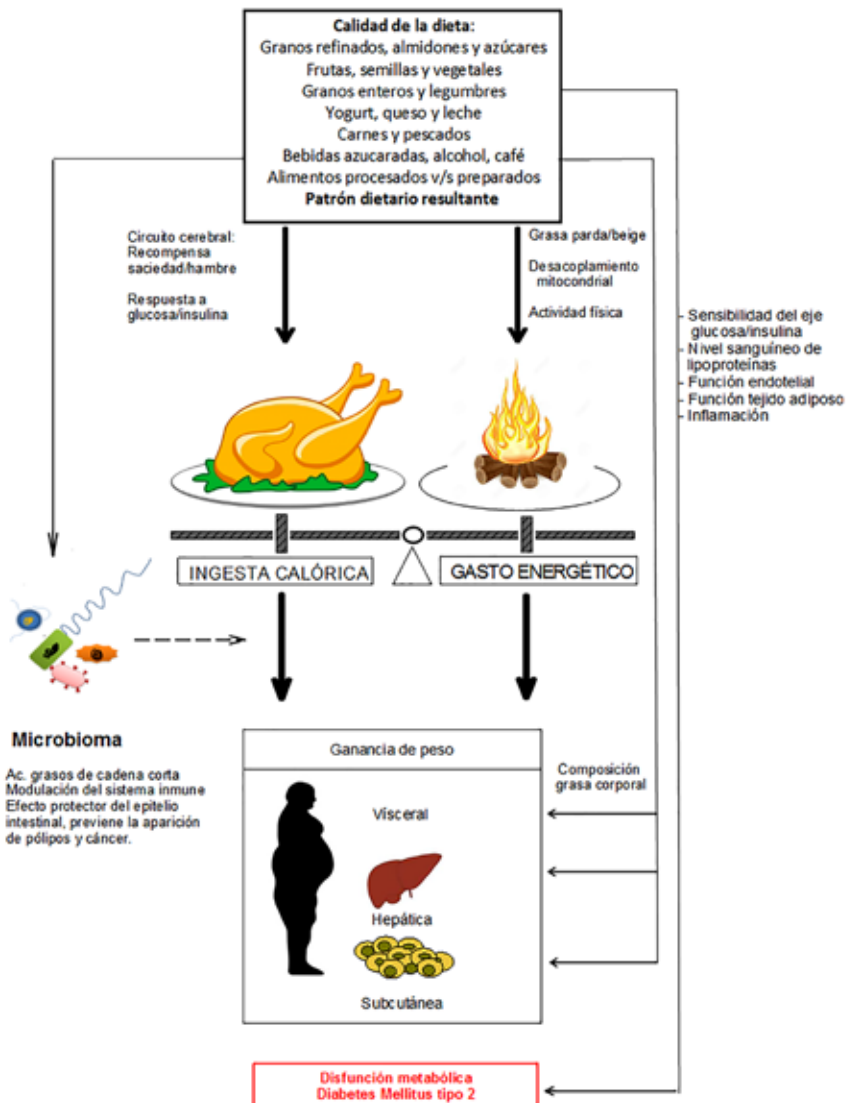 Calidad de la dieta:
Granos refinados, almidones y azúcares
Frutas, semillas y vegetales
Granos enteros y legumbres
Yogurt, queso y leche
Carnes y pescados
Bebidas azucaradas, alcohol, café
Alimentos procesados v/s preparados
Patrón dietario resultante
Circuito cerebral:
Recompensa
saciedad/hambre
Respuesta a
glucosa/insulina
Grasa parda/beige
Desacoplamiento
mitocondrial
Actividad física
- Sensibilidad del eje
glucosa/insulina
- Nivel sanguíneo de
lipoproteínas
- Función endotelial
- Función tejido adiposo
- Inflamación
INGESTA CALÓRICA
GASTO ENERGÉTICO
Microbioma
Ac. grasos de cadena corta
Modulación del sistema inmune
Efecto protector del epitelio
intestinal, previene la aparición
de pólipos y cáncer.
Ganancia de peso
Vísceral
Hepática
Subcutánea
Composición
grasa corporal
Disfunción metabólica
Diabetes Mellitus tipo 2